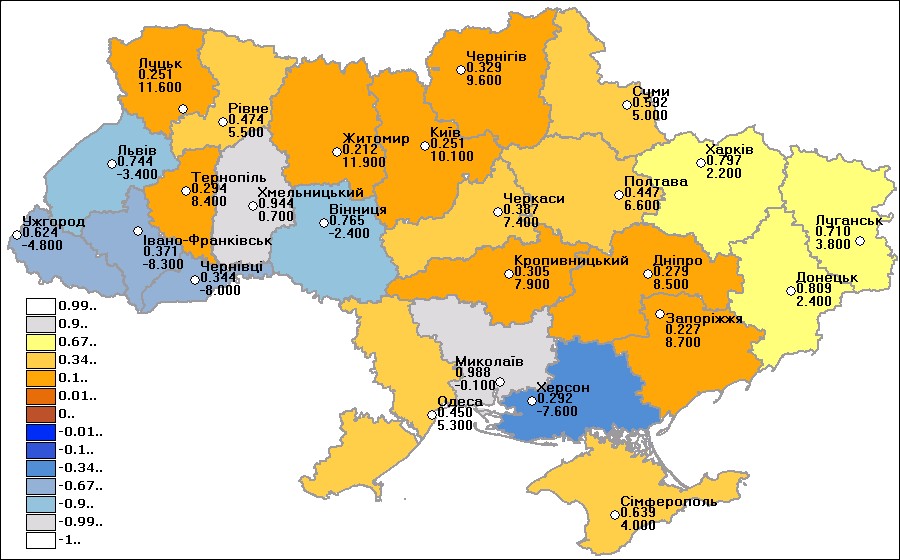 Луцьк
0.251
11.600
Рівне
0.474
5.500
Житомир
0.212
11.900
Київ
0.251
10.100
Чернігів
0.329
9.600
Суми
0.592
5.000
Львів
0.744
-3.400
Тернопіль
0.294
8.400
Хмельницький
0.944
0.700
Вінниця
0.765
-2.400
Черкаси
0.387
7.400
Полтава
0.447
6.600
Харків
0.797
2.200
Луганськ
0.710
3.800
Ужгород
0.624
-4.800
Івано-Франківськ
0.371
-8.300
Чернівці
0.344
-8.000
Кропивницький
0.305
7.900
Дніпро
0.279
8.500
Донецьк
0.809
2.400
Запоріжжя
0.227
8.700
Миколаїв
0.988
-0.100
Херсон
0.292
-7.600
Одеса
0.450
5.300
Сімферополь
0.639
4.000
0.99..
0.9..
0.67..
0.34..
0.1..
0.01..
0..
-0.01..
-0.1..
-0.34..
-0.67..
-0.9..
-0.99..
-1..